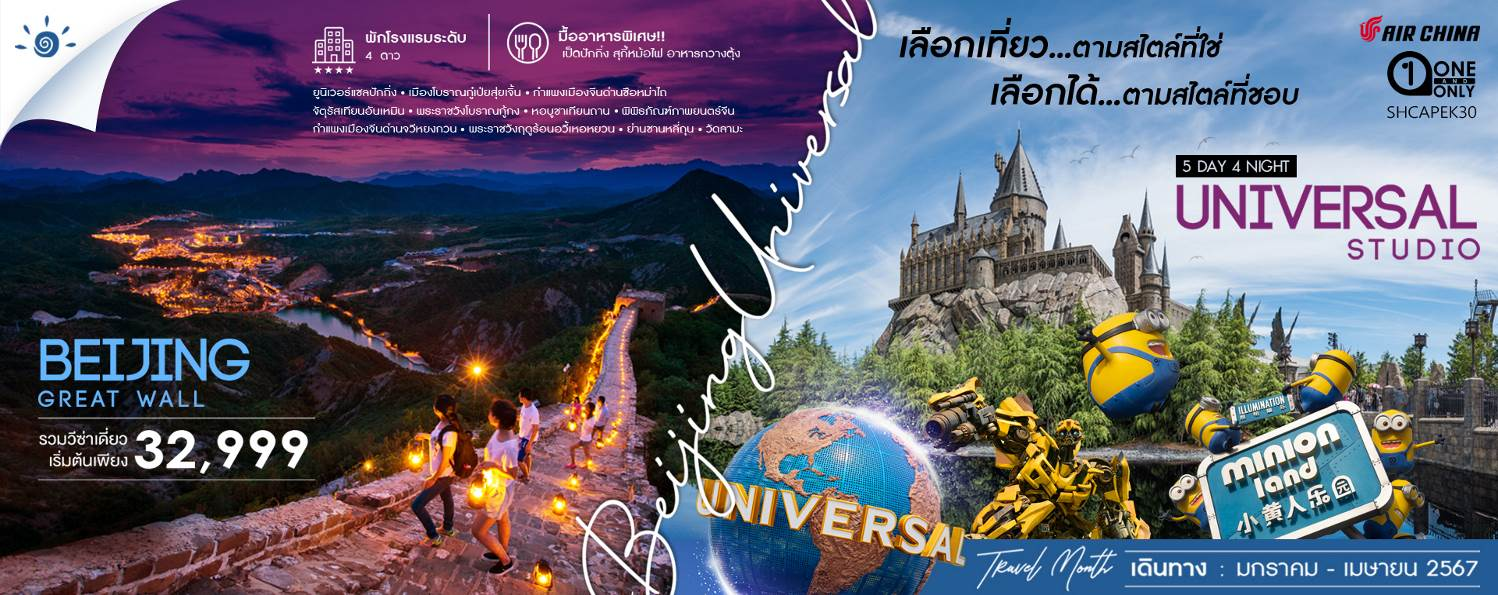 พักโรงแรมระดับ
4 ดาว
มื้ออาหารพิเศษ!!
เป็ดปักกิ่ง สุกี้หม้อไฟ อาหารกวางตุ้ง
ยูนิเวอร์แซลปักกิ่ง • เมืองโบราณกู๋เป่ยสุ่ยเจิ้น • กำแพงเมืองจีนด่านซือหม่าไถ
จัตุรัสเทียนอันเหมิน • พระราชวังโบราณกู้กง • หอบูชาเทียนถาน • พิพิธภัณฑ์ภาพยนตร์จีน
กำแพงเมืองจีนด่านจวีหยงกวน • พระราชวังฤดูร้อนอวี้เหอหยวน • ย่านซานหลี่ถุน • วัดลามะ
BEIJING
GREAT WALL
รวมวีซ่าเดี่ยว
เริ่มต้นเพียง 32,999
Beijing Universal
เลือกเที่ยว...ตามสไตล์ที่ใช่
เลือกได้...ตามสไตล์ที่ชอบ
AIR CHINA
1 ONE
AND
ONLY
SHCAPEK30
5 DAY 4 NIGHT
UNIVERSAL
STUDIO
UNIVERSAL
ILLUMINATION
minion
land
小黄人乐园
Travel Month เดินทาง : มกราคม - เมษายน 2567